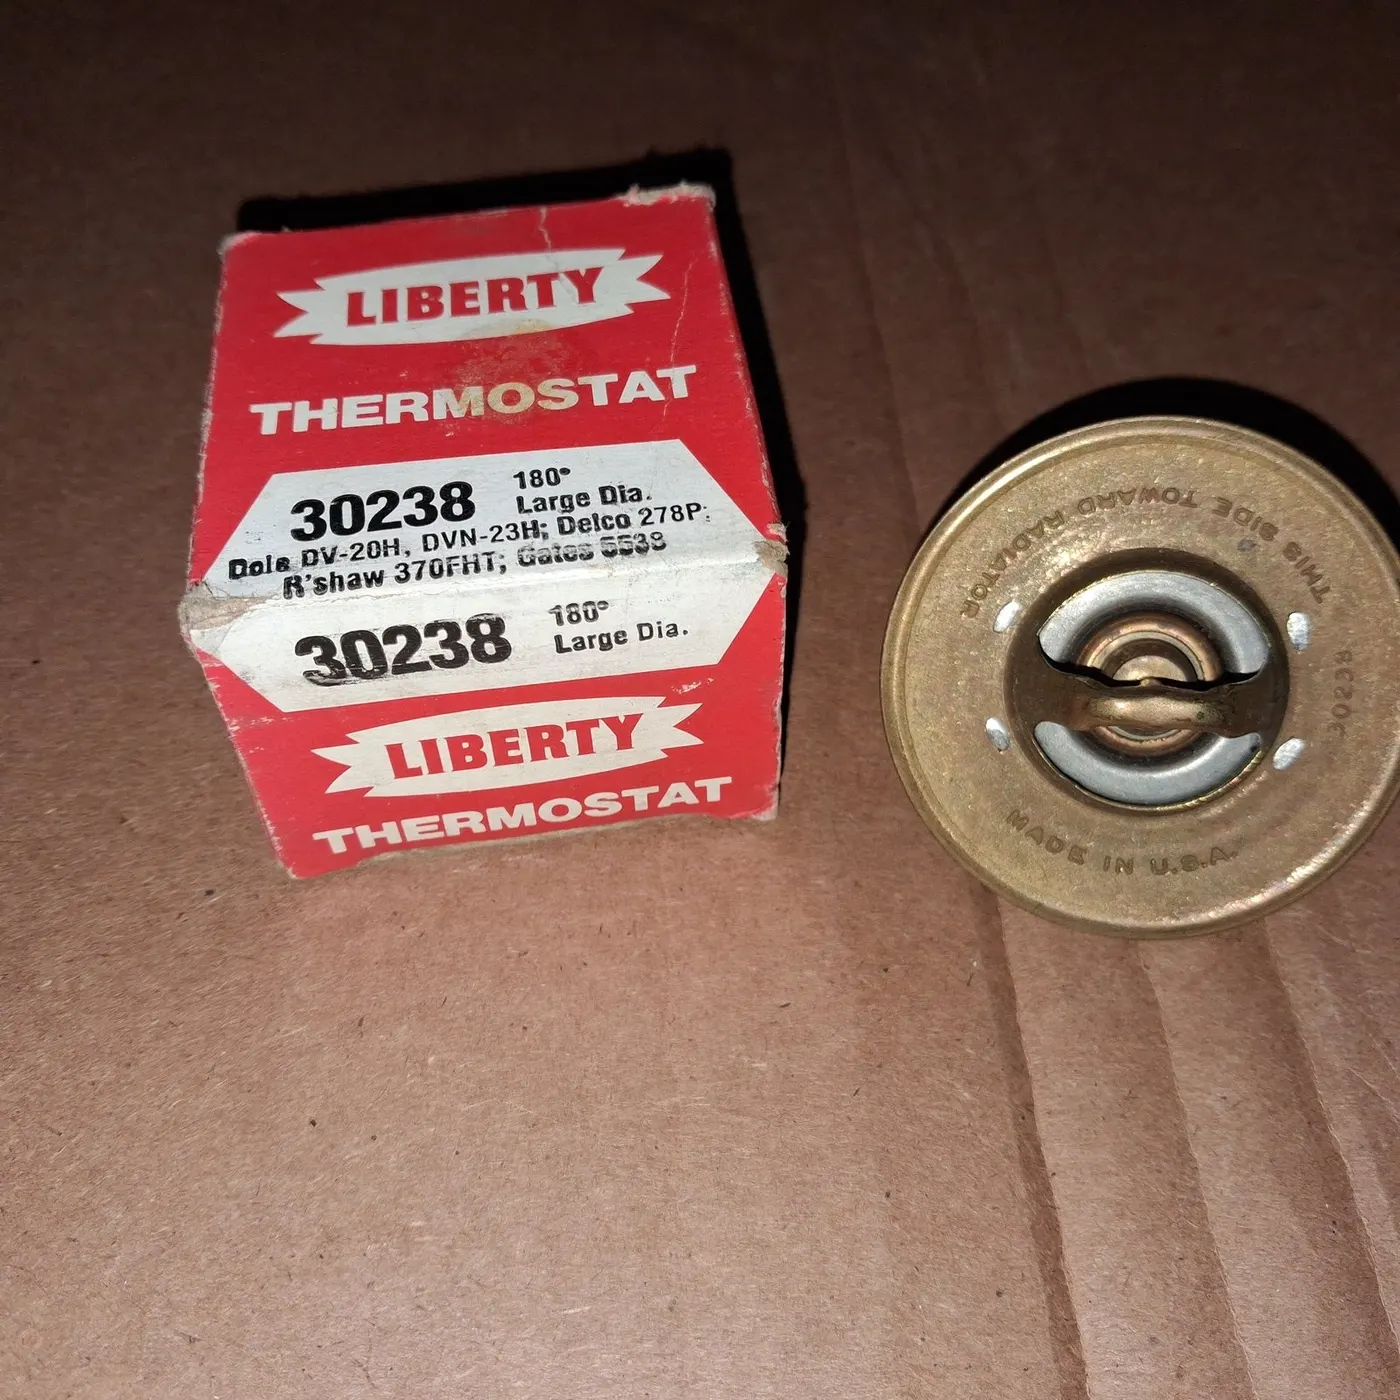 LIBERTY
THERMOSTAT
30238
180°
Large Dia.
Dole DV-20H, DVN-23H; Delco 278P;
R'shaw 370FHT; Gates
30238
180°
Large Dia.
LIBERTY
THERMOSTAT
THIS SIDE TOWARD RADIATOR
30238
MADE IN U.S.A.